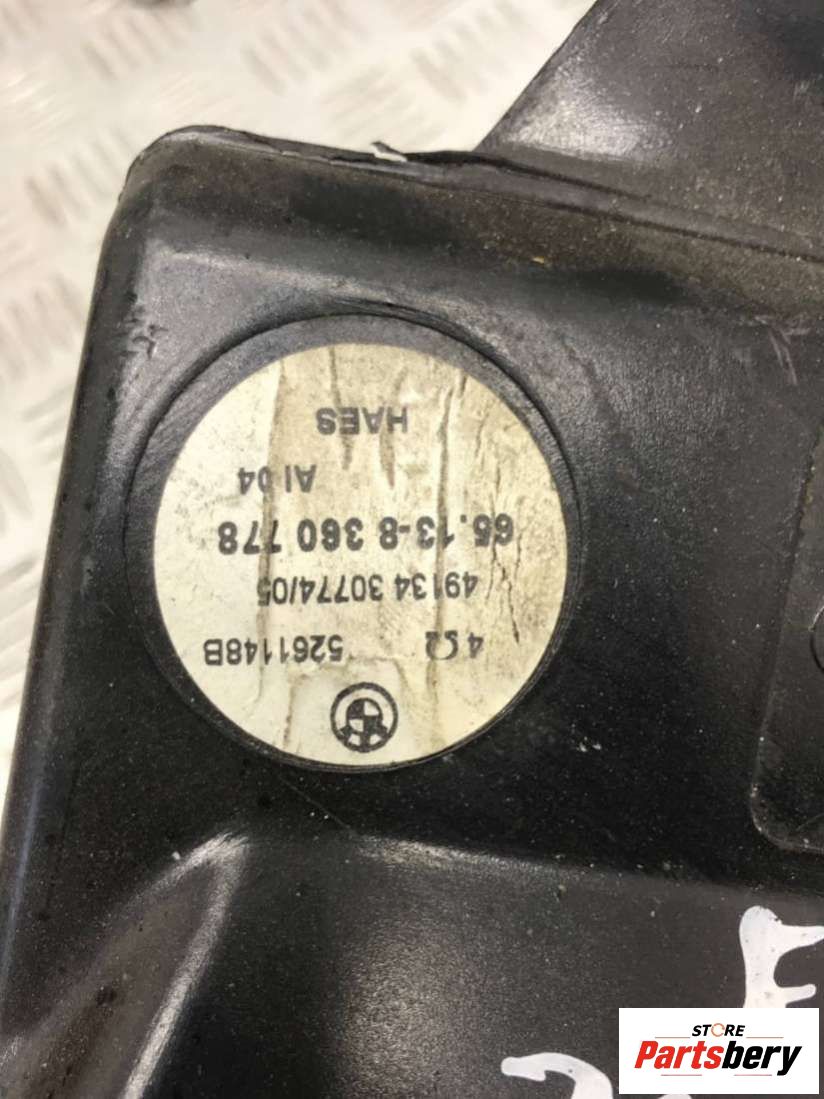 4Ω 5261148B
49134 30774/05
65.13-8 360 778
AI 04
HAES
STORE
Partsbery